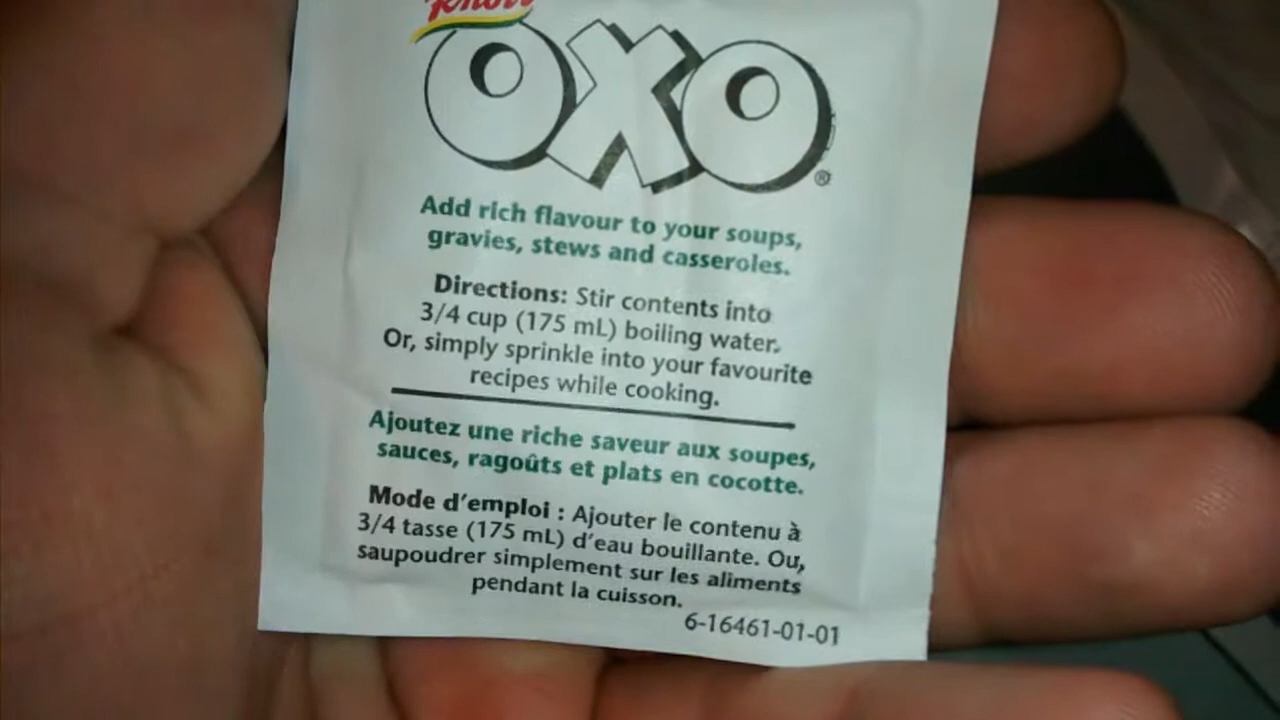 Knorr
OXO
®
Add rich flavour to your soups,
gravies, stews and casseroles.
Directions: Stir contents into
3/4 cup (175 mL) boiling water.
Or, simply sprinkle into your favourite
recipes while cooking.
Ajoutez une riche saveur aux soupes,
sauces, ragoûts et plats en cocotte.
Mode d'emploi : Ajouter le contenu à
3/4 tasse (175 mL) d'eau bouillante. Ou,
saupoudrer simplement sur les aliments
pendant la cuisson.
6-16461-01-01